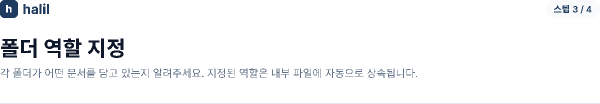 h halil
스텝 3 / 4
폴더 역할 지정
각 폴더가 어떤 문서를 담고 있는지 알려주세요. 지정된 역할은 내부 파일에 자동으로 상속됩니다.